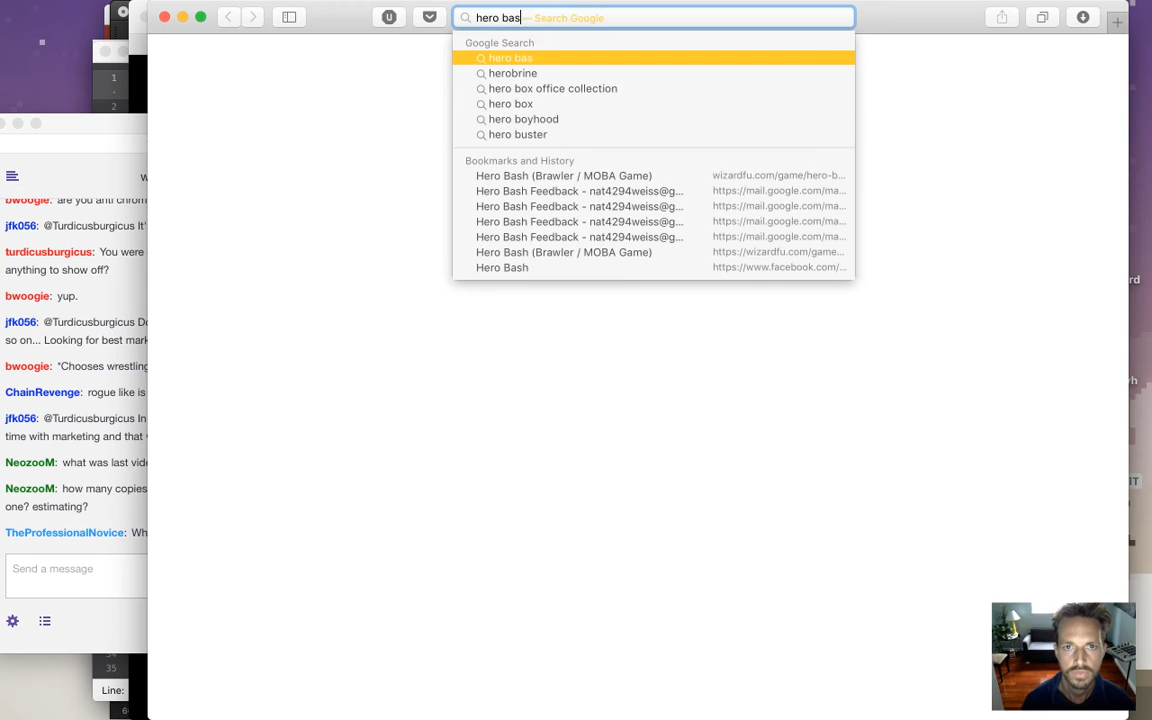 hero bas — Search Google
Google Search
hero bas
herobrine
hero box office collection
hero box
hero boyhood
hero buster
Bookmarks and History
Hero Bash (Brawler / MOBA Game) wizardfu.com/game/hero-b...
Hero Bash Feedback - nat4294weiss@g... https://mail.google.com/ma...
Hero Bash Feedback - nat4294weiss@g... https://mail.google.com/ma...
Hero Bash Feedback - nat4294weiss@g... https://mail.google.com/ma...
Hero Bash Feedback - nat4294weiss@g... https://mail.google.com/ma...
Hero Bash (Brawler / MOBA Game) https://wizardfu.com/game...
Hero Bash https://www.facebook.com/...
1
2
bwoogie: are you anti chrom
jfk056: @Turdicusburgicus It'
turdicusburgicus: You were
anything to show off?
bwoogie: yup.
jfk056: @Turdicusburgicus Do
so on... Looking for best mark
bwoogie: "Chooses wrestling
ChainRevenge: rogue like is
jfk056: @Turdicusburgicus In
time with marketing and that
NeozooM: what was last vide
NeozooM: how many copies
one? estimating?
TheProfessionalNovice: Wh
Send a message
35
Line: